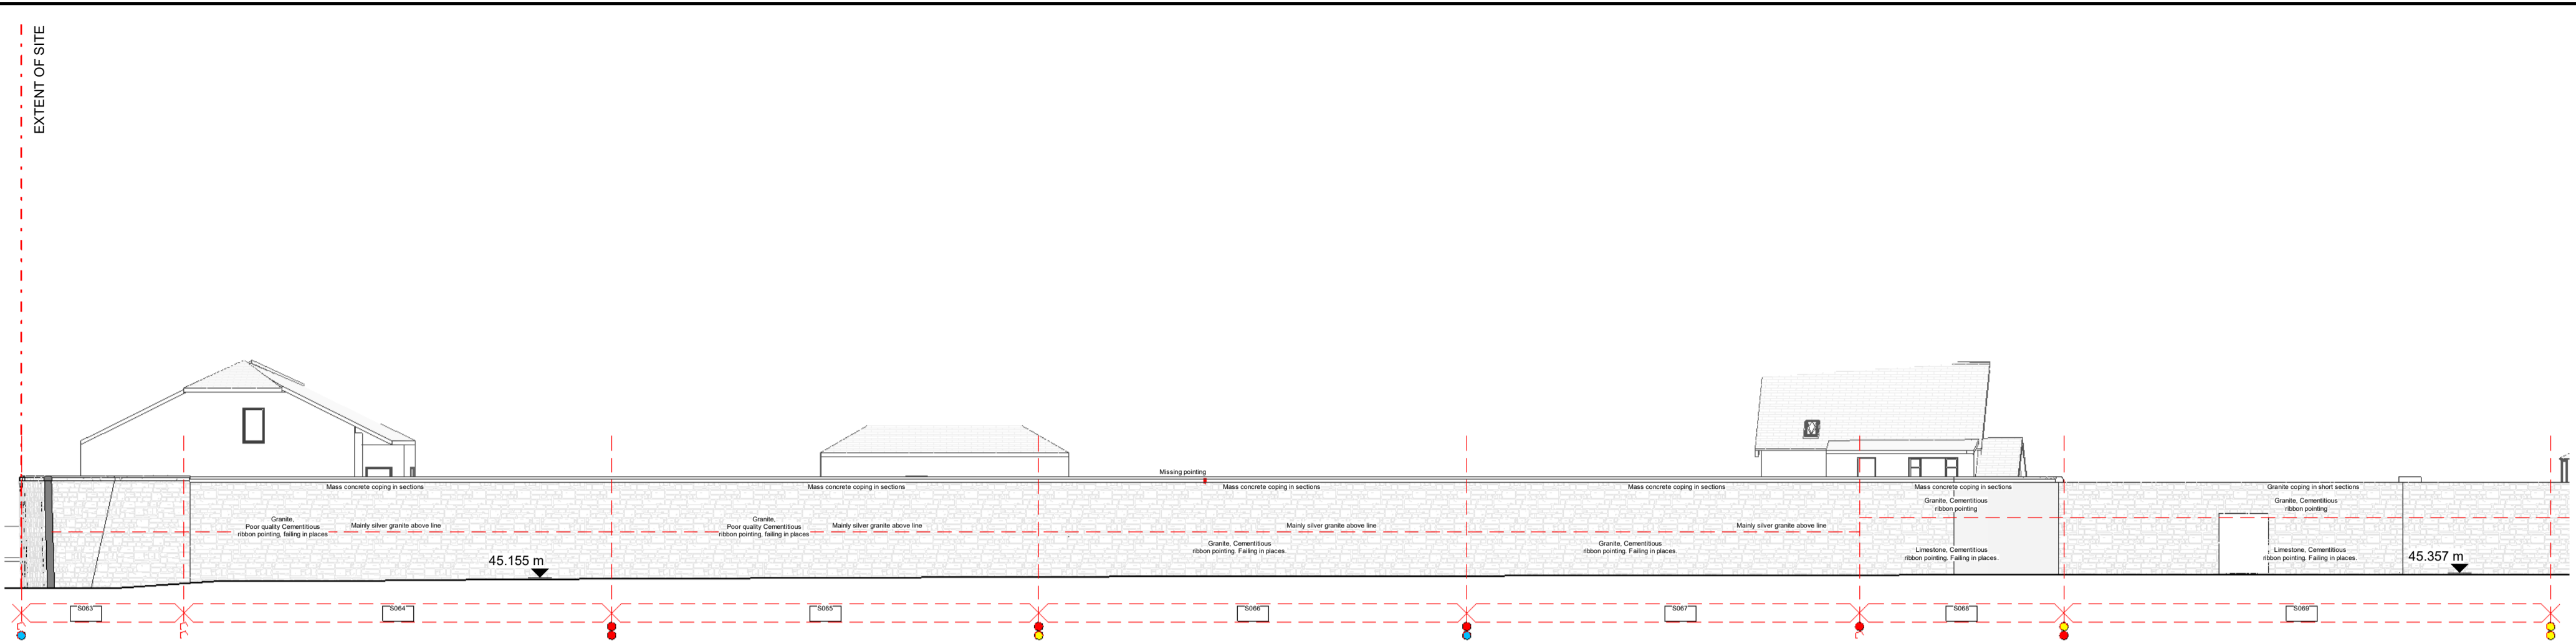 EXTENT OF SITE
Missing pointing
Mass concrete coping in sections
Mass concrete coping in sections
Mass concrete coping in sections
Mass concrete coping in sections
Mass concrete coping in sections
Granite coping in short sections
Granite,
Poor quality Cementitious
ribbon pointing, failing in places
Mainly silver granite above line
Granite,
Poor quality Cementitious
ribbon pointing, failing in places
Mainly silver granite above line
Mainly silver granite above line
Mainly silver granite above line
Granite, Cementitious
ribbon pointing
Granite, Cementitious
ribbon pointing
Granite, Cementitious
ribbon pointing. Failing in places.
Granite, Cementitious
ribbon pointing. Failing in places.
Limestone, Cementitious
ribbon pointing. Failing in places.
Limestone, Cementitious
ribbon pointing. Failing in places.
45.155 m
45.357 m
S063
S064
S065
S066
S067
S068
S069